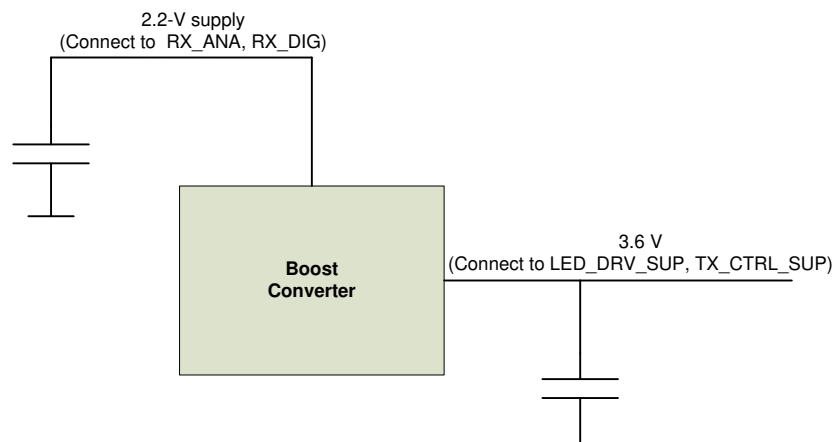 2.2-V supply
(Connect to RX_ANA, RX_DIG)
Boost
Converter
3.6 V
(Connect to LED_DRV_SUP, TX_CTRL_SUP)